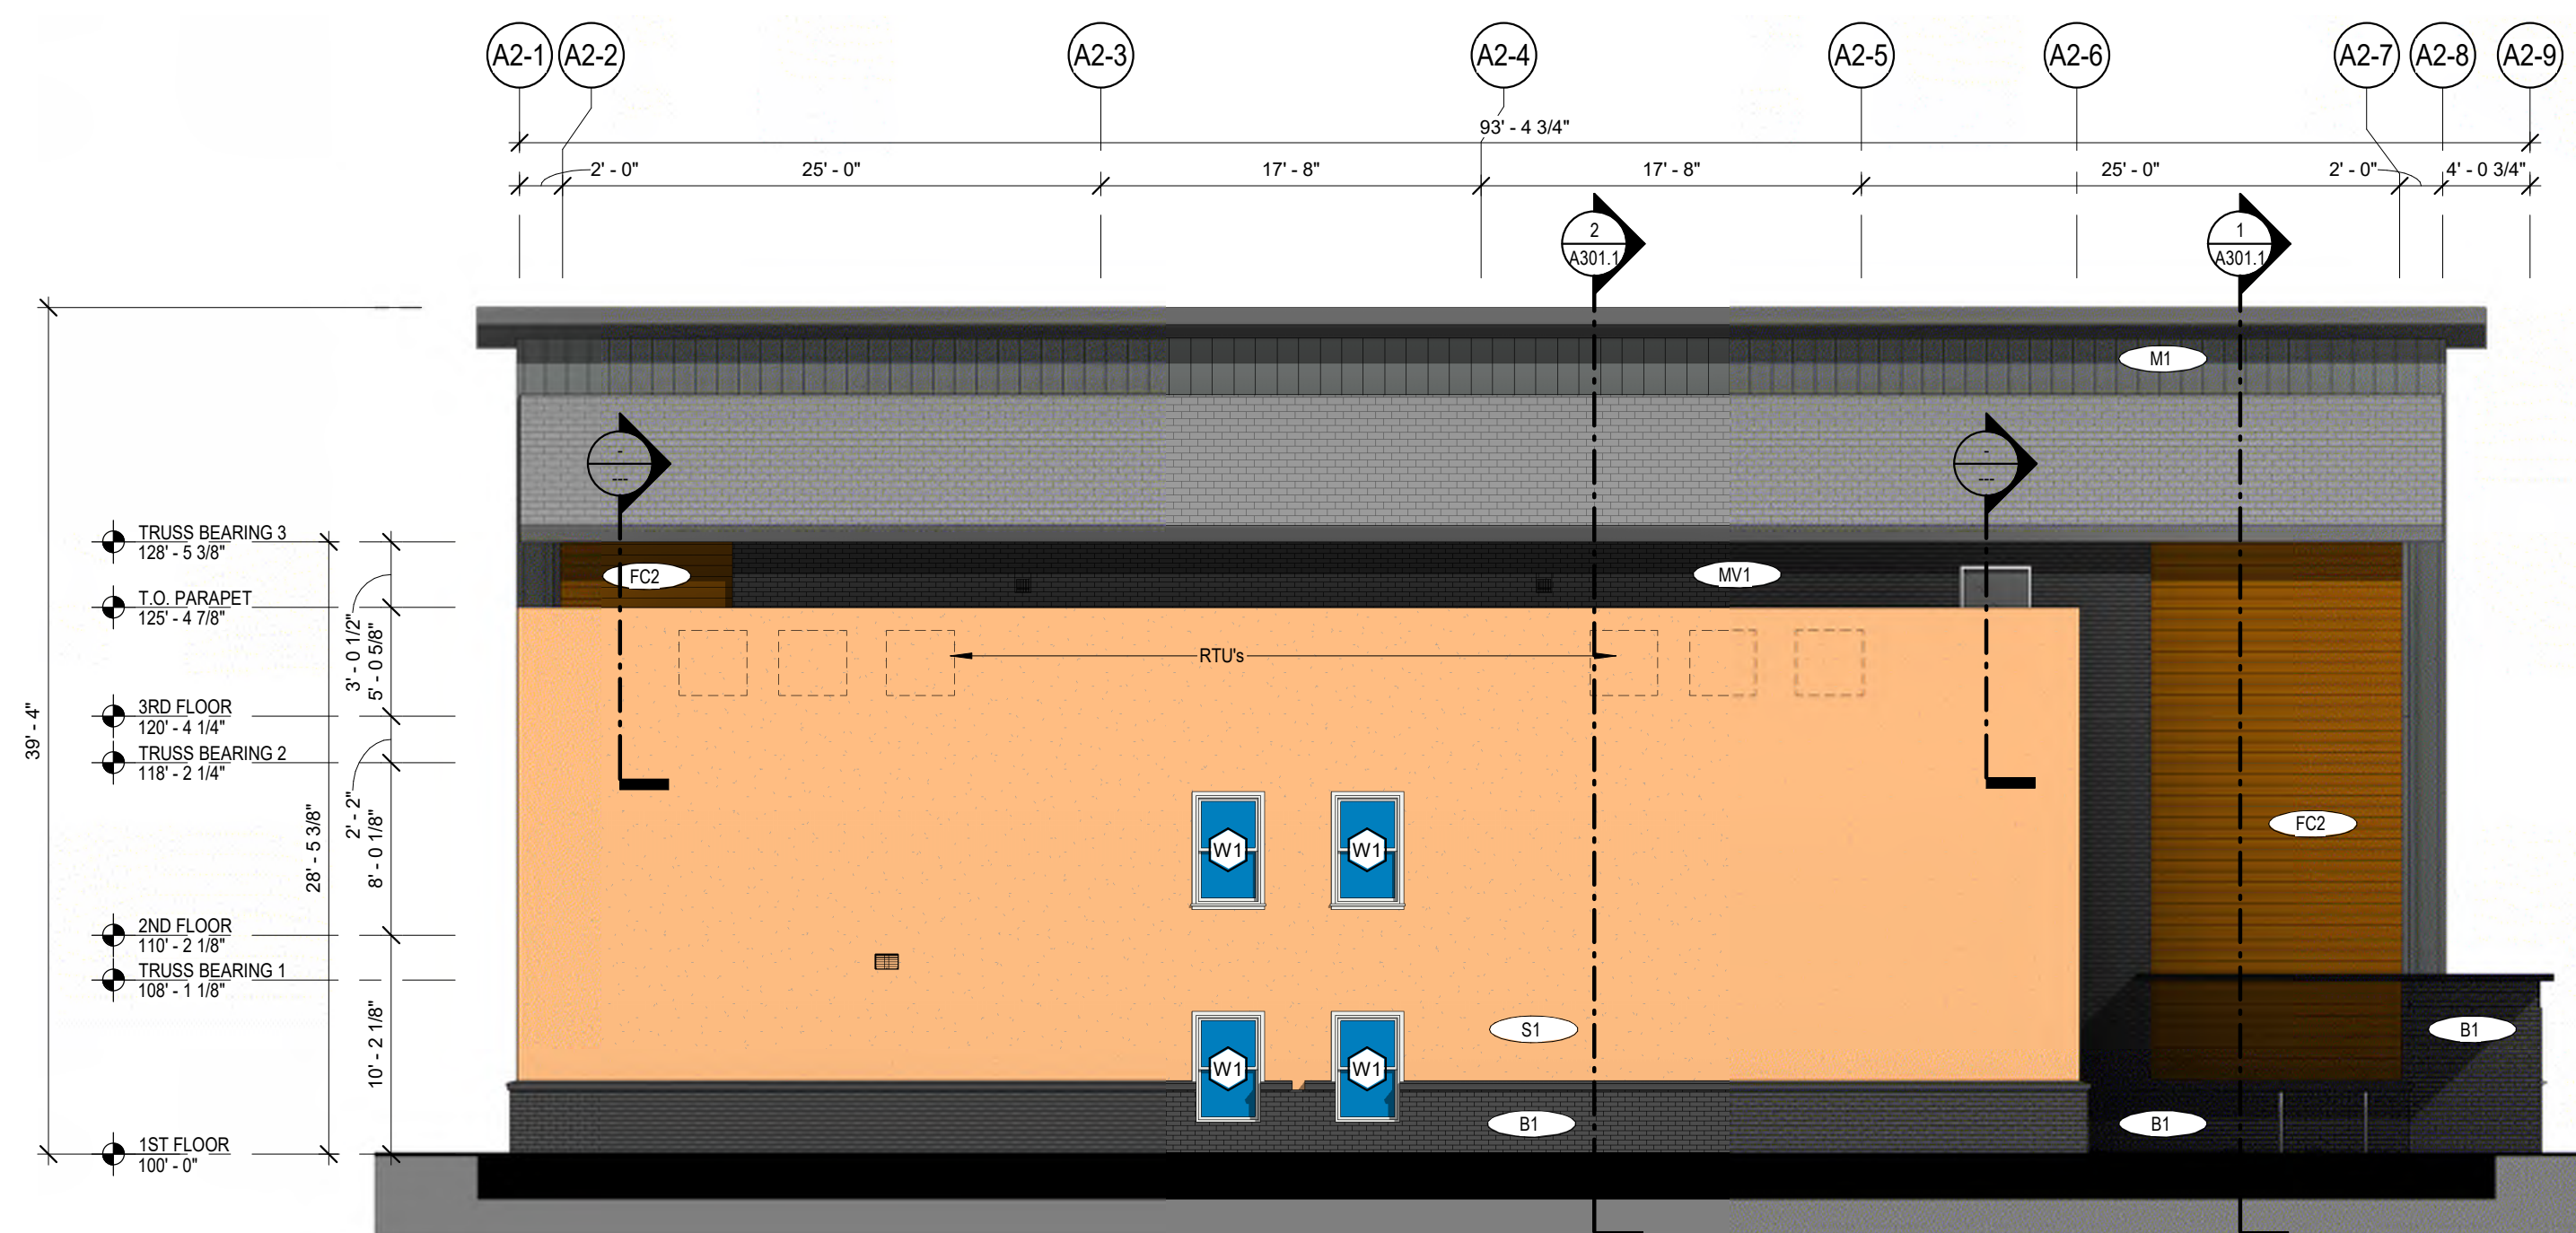 A2-1 A2-2 A2-3 A2-4 A2-5 A2-6 A2-7 A2-8 A2-9
93' - 4 3/4"
2' - 0" 25' - 0" 17' - 8" 17' - 8" 25' - 0" 2' - 0" 4' - 0 3/4"
2
A301.1
1
A301.1
M1
-
---
-
---
TRUSS BEARING 3
128' - 5 3/8"
FC2
MV1
T.O. PARAPET
125' - 4 7/8"
3' - 0 1/2"
5' - 0 5/8"
RTU's
3RD FLOOR
120' - 4 1/4"
39' - 4"
TRUSS BEARING 2
118' - 2 1/4"
28' - 5 3/8"
2' - 2"
8' - 0 1/8"
W1 W1
FC2
2ND FLOOR
110' - 2 1/8"
TRUSS BEARING 1
108' - 1 1/8"
10' - 2 1/8"
S1
B1
W1 W1
B1
B1
1ST FLOOR
100' - 0"